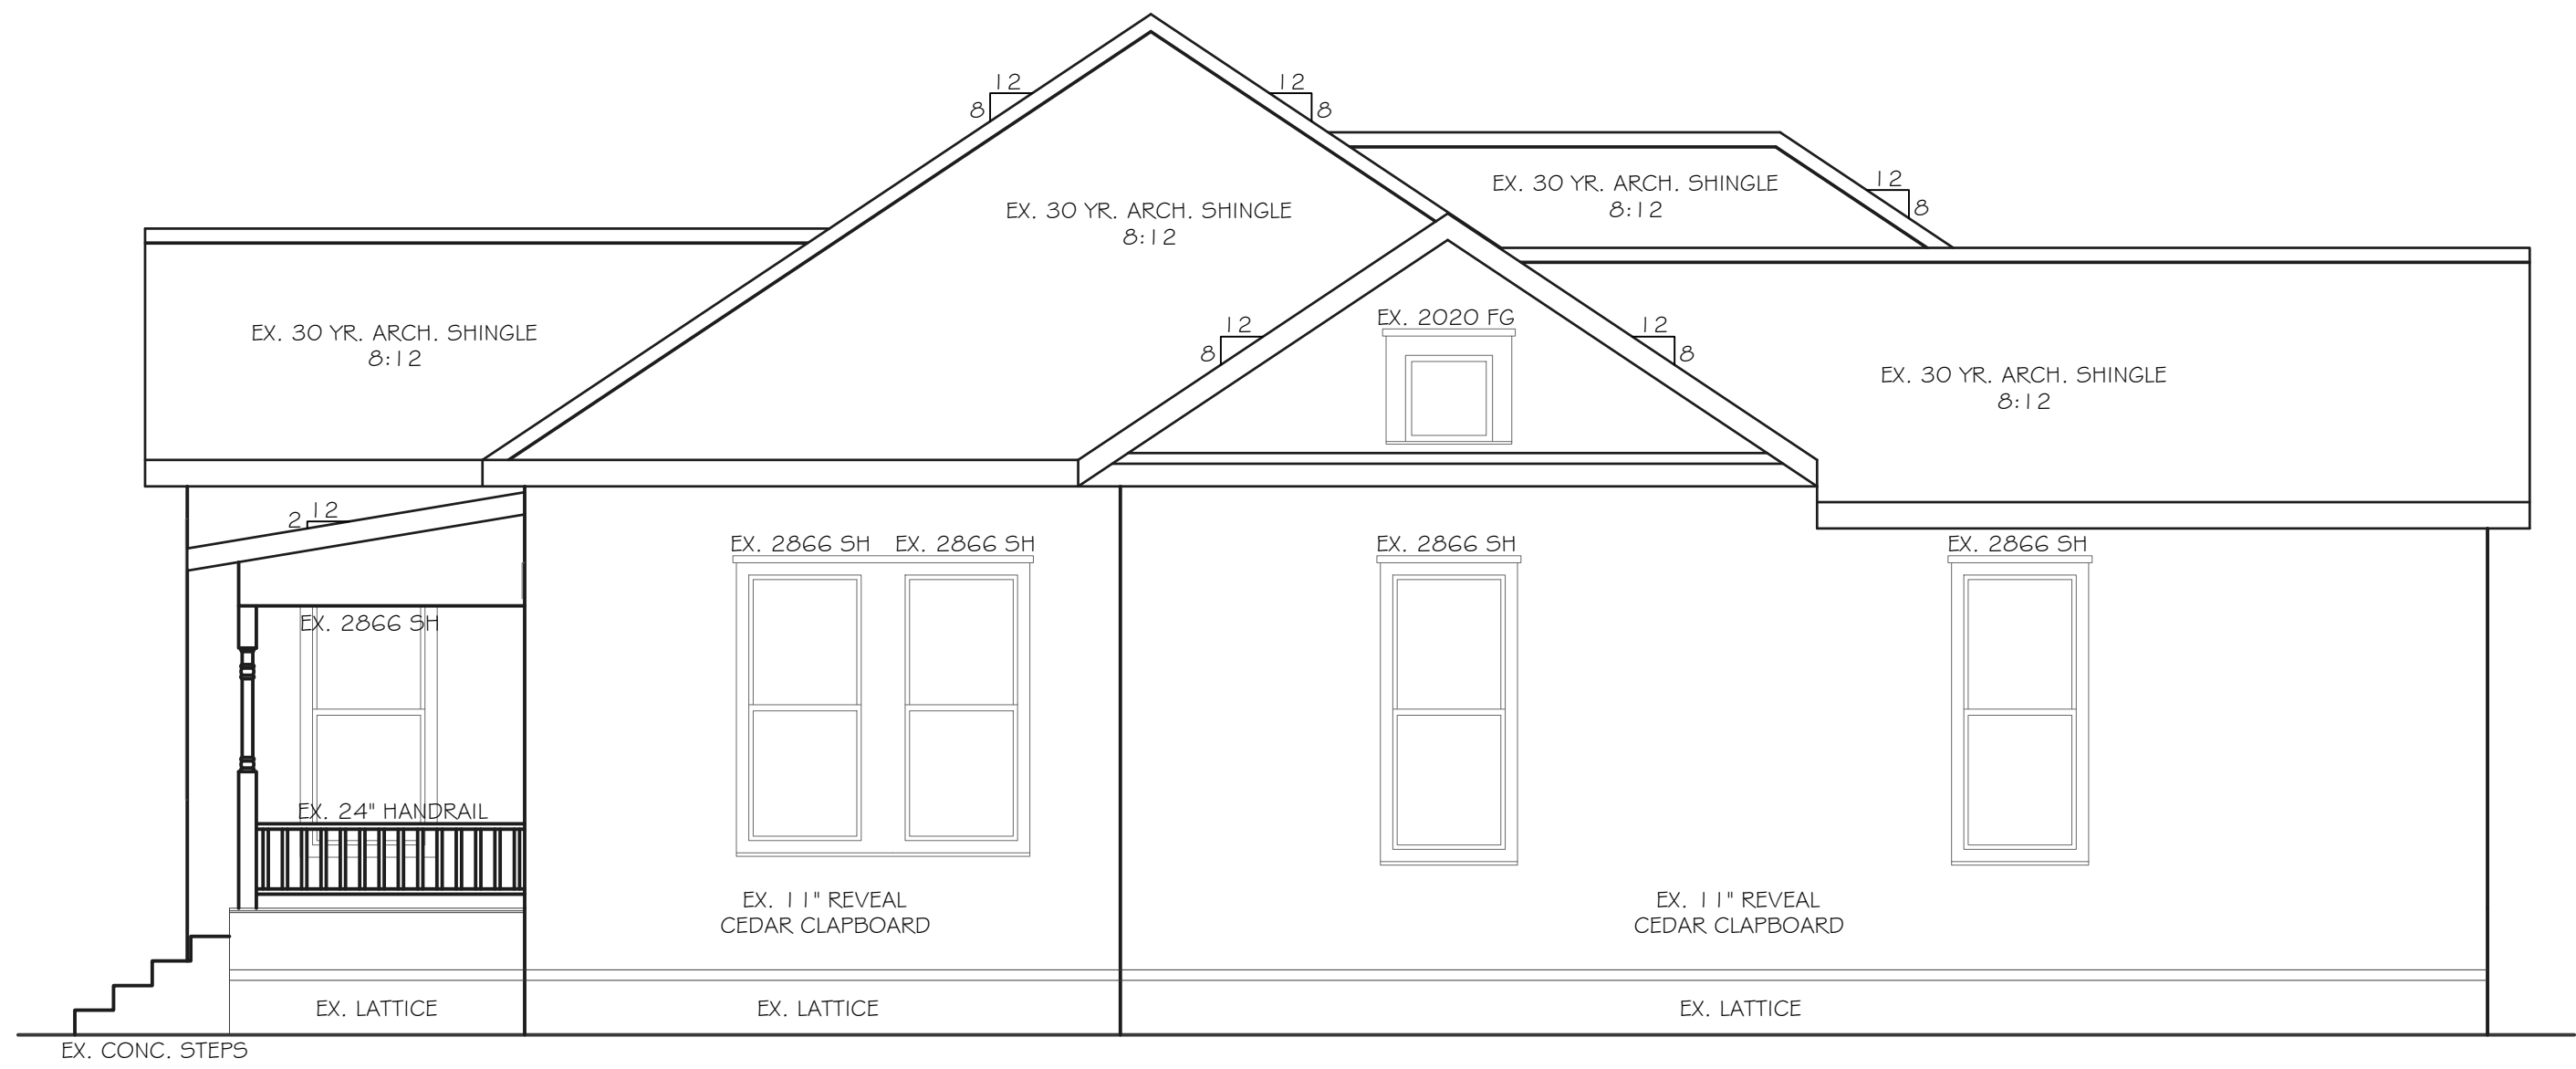 12
8
12
8
12
8
EX. 30 YR. ARCH. SHINGLE
8:12
EX. 30 YR. ARCH. SHINGLE
8:12
EX. 30 YR. ARCH. SHINGLE
8:12
12
8
EX. 2020 FG
12
8
EX. 30 YR. ARCH. SHINGLE
8:12
12
2
EX. 2866 SH
EX. 2866 SH
EX. 2866 SH
EX. 2866 SH
EX. 2866 SH
EX. 24" HANDRAIL
EX. 11" REVEAL
CEDAR CLAPBOARD
EX. 11" REVEAL
CEDAR CLAPBOARD
EX. LATTICE
EX. LATTICE
EX. LATTICE
EX. CONC. STEPS